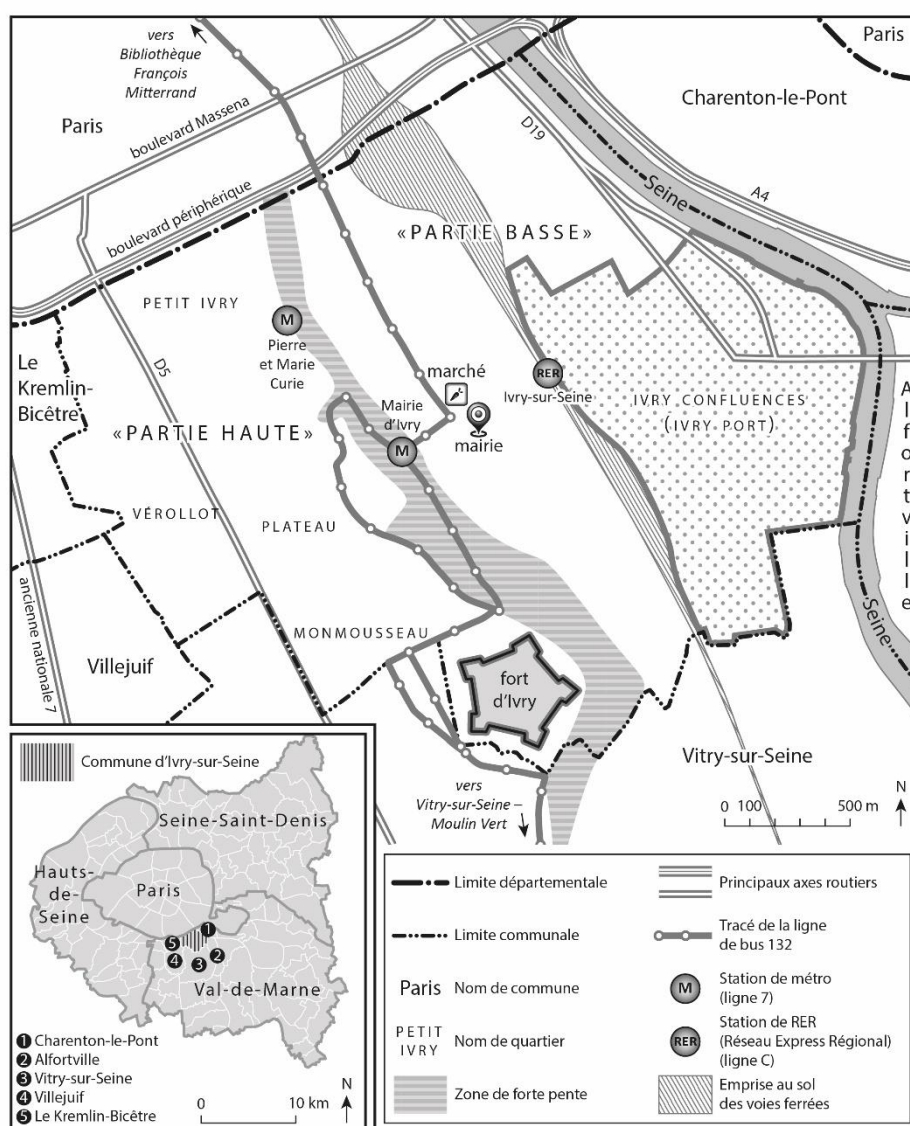 vers
Bibliothèque
François
Mitterrand
Paris
Paris
Charenton-le-Pont
boulevard Massena
D19
A4
Seine
boulevard périphérique
«PARTIE BASSE»
PETIT IVRY
M
Pierre
et Marie
Curie
Le
Kremlin-
Bicêtre
D5
marché
RER
Ivry-sur-Seine
IVRY CONFLUENCES
(IVRY PORT)
Mairie
d'Ivry
M
mairie
«PARTIE HAUTE»
Alfortville
VÉROLLOT
PLATEAU
ancienne nationale 7
MONMOUSSEAU
Villejuif
fort
d'Ivry
Seine
Vitry-sur-Seine
vers
Vitry-sur-Seine –
Moulin Vert
0 100 500 m
N
Commune d'Ivry-sur-Seine
Seine-Saint-Denis
Hauts-
de-
Seine
Paris
1
5
4
3
2
Val-de-Marne
1 Charenton-le-Pont
2 Alfortville
3 Vitry-sur-Seine
4 Villejuif
5 Le Kremlin-Bicêtre
0 10 km
N
Limite départementale
Limite communale
Paris Nom de commune
PETIT
IVRY
Nom de quartier
Zone de forte pente
Principaux axes routiers
Tracé de la ligne
de bus 132
M
Station de métro
(ligne 7)
RER
Station de RER
(Réseau Express Régional)
(ligne C)
Emprise au sol
des voies ferrées